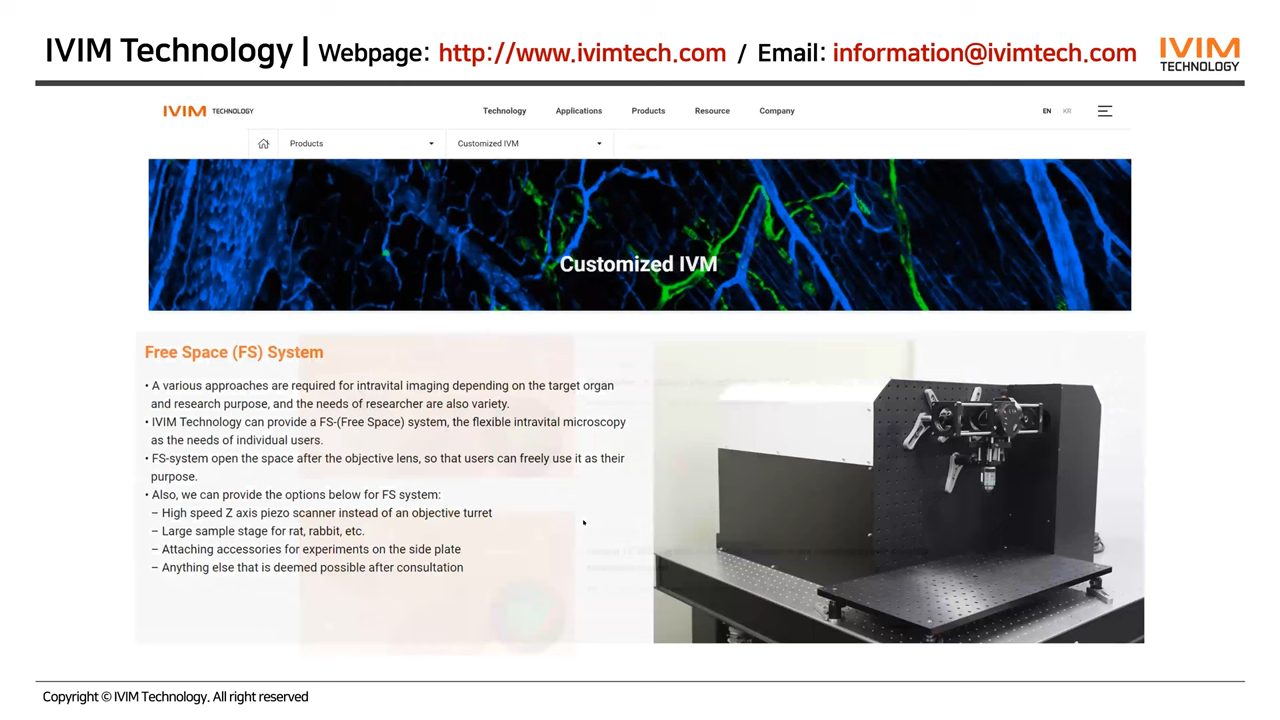 IVIM Technology | Webpage: http://www.ivimtech.com / Email: information@ivimtech.com
IVIM
TECHNOLOGY
IVIM TECHNOLOGY
Technology
Applications
Products
Resource
Company
EN
KR
Products
Customized IVM
Customized IVM
Free Space (FS) System
• A various approaches are required for intravital imaging depending on the target organ
and research purpose, and the needs of researcher are also variety.
• IVIM Technology can provide a FS-(Free Space) system, the flexible intravital microscopy
as the needs of individual users.
• FS-system open the space after the objective lens, so that users can freely use it as their
purpose.
• Also, we can provide the options below for FS system:
– High speed Z axis piezo scanner instead of an objective turret
– Large sample stage for rat, rabbit, etc.
– Attaching accessories for experiments on the side plate
– Anything else that is deemed possible after consultation
Copyright © IVIM Technology. All right reserved